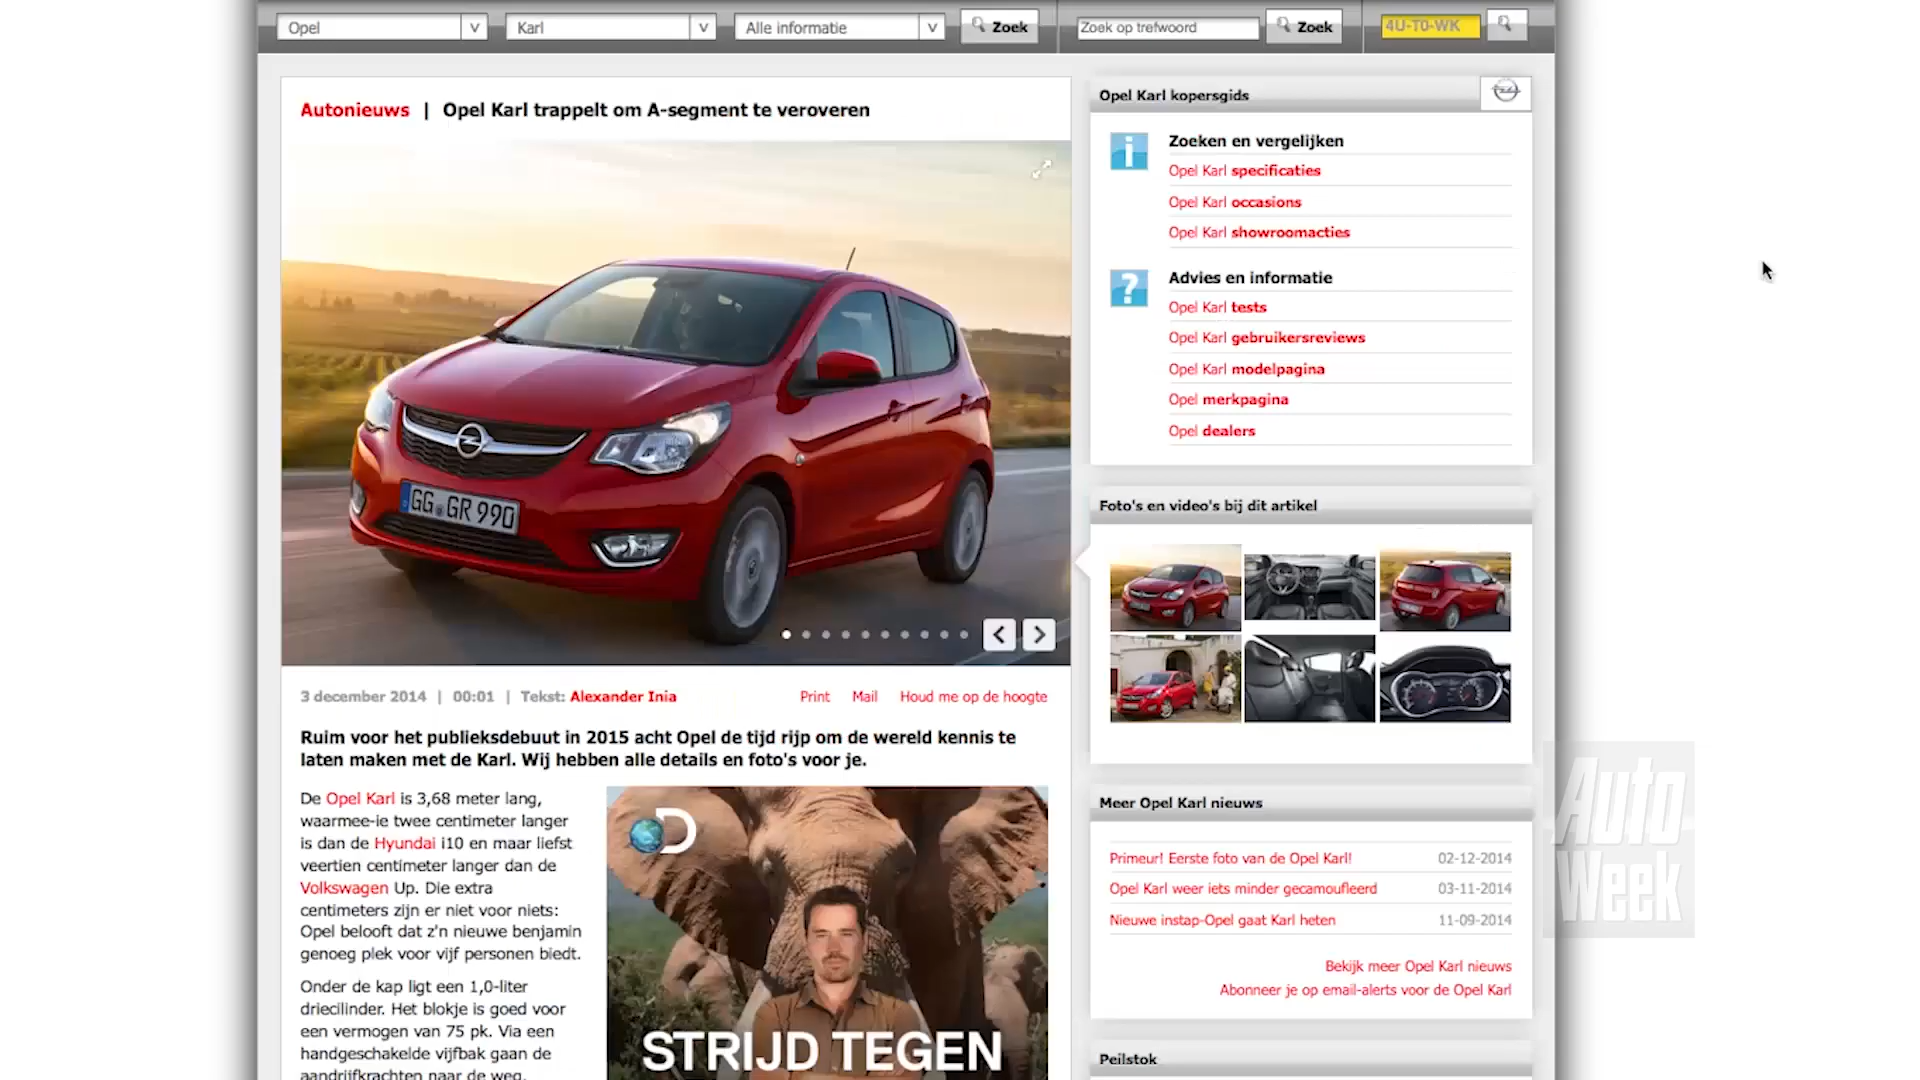 Opel
Karl
Alle informatie
Zoek
Zoek op trefwoord
Zoek
4U-T0-WK
Autonieuws | Opel Karl trappelt om A-segment te veroveren
GG GR 990
3 december 2014 | 00:01 | Tekst: Alexander Inia
Print Mail Houd me op de hoogte
Ruim voor het publieksdebuut in 2015 acht Opel de tijd rijp om de wereld kennis te
laten maken met de Karl. Wij hebben alle details en foto's voor je.
De Opel Karl is 3,68 meter lang,
waarmee-ie twee centimeter langer
is dan de Hyundai i10 en maar liefst
veertien centimeter langer dan de
Volkswagen Up. Die extra
centimeters zijn er niet voor niets:
Opel belooft dat z'n nieuwe benjamin
genoeg plek voor vijf personen biedt.
Onder de kap ligt een 1,0-liter
driecilinder. Het blokje is goed voor
een vermogen van 75 pk. Via een
handgeschakelde vijfbak gaan de
aandrijfkrachten naar de weg.
D
STRIJD TEGEN
Opel Karl kopersgids
Zoeken en vergelijken
Opel Karl specificaties
Opel Karl occasions
Opel Karl showroomacties
Advies en informatie
Opel Karl tests
Opel Karl gebruikersreviews
Opel Karl modelpagina
Opel merkpagina
Opel dealers
Foto's en video's bij dit artikel
Meer Opel Karl nieuws
Primeur! Eerste foto van de Opel Karl! 02-12-2014
Opel Karl weer iets minder gecamoufleerd 03-11-2014
Nieuwe instap-Opel gaat Karl heten 11-09-2014
Bekijk meer Opel Karl nieuws
Abonneer je op email-alerts voor de Opel Karl
Peilstok
Auto
Week